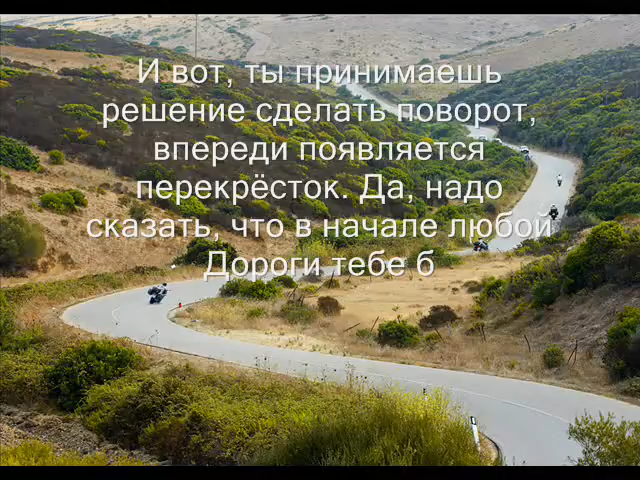 И вот, ты принимаешь
решение сделать поворот,
впереди появляется
перекрёсток. Да, надо
сказать, что в начале любой
Дороги тебе б